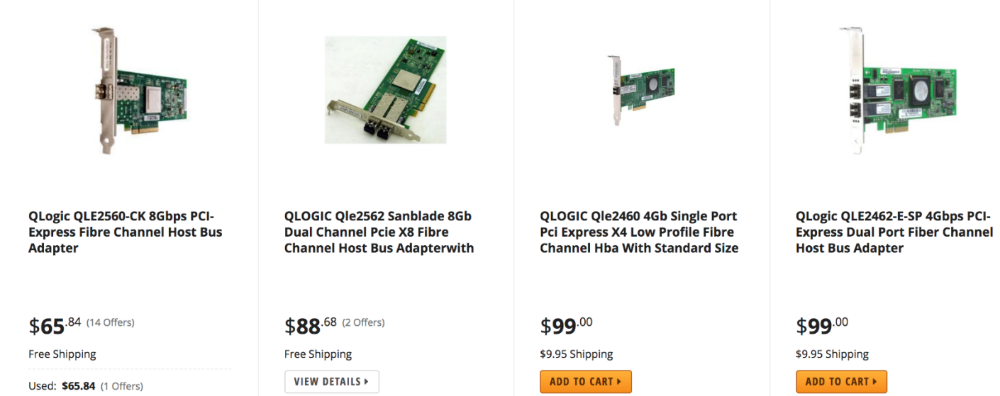 QLogic QLE2560-CK 8Gbps PCI-
Express Fibre Channel Host Bus
Adapter
$65.84 (14 Offers)
Free Shipping
Used: $65.84 (1 Offers)
QLOGIC Qle2562 Sanblade 8Gb
Dual Channel Pcie X8 Fibre
Channel Host Bus Adapterwith
$88.68 (2 Offers)
Free Shipping
VIEW DETAILS
QLOGIC Qle2460 4Gb Single Port
Pci Express X4 Low Profile Fibre
Channel Hba With Standard Size
$99.00
$9.95 Shipping
ADD TO CART
QLogic QLE2462-E-SP 4Gbps PCI-
Express Dual Port Fiber Channel
Host Bus Adapter
$99.00
$9.95 Shipping
ADD TO CART